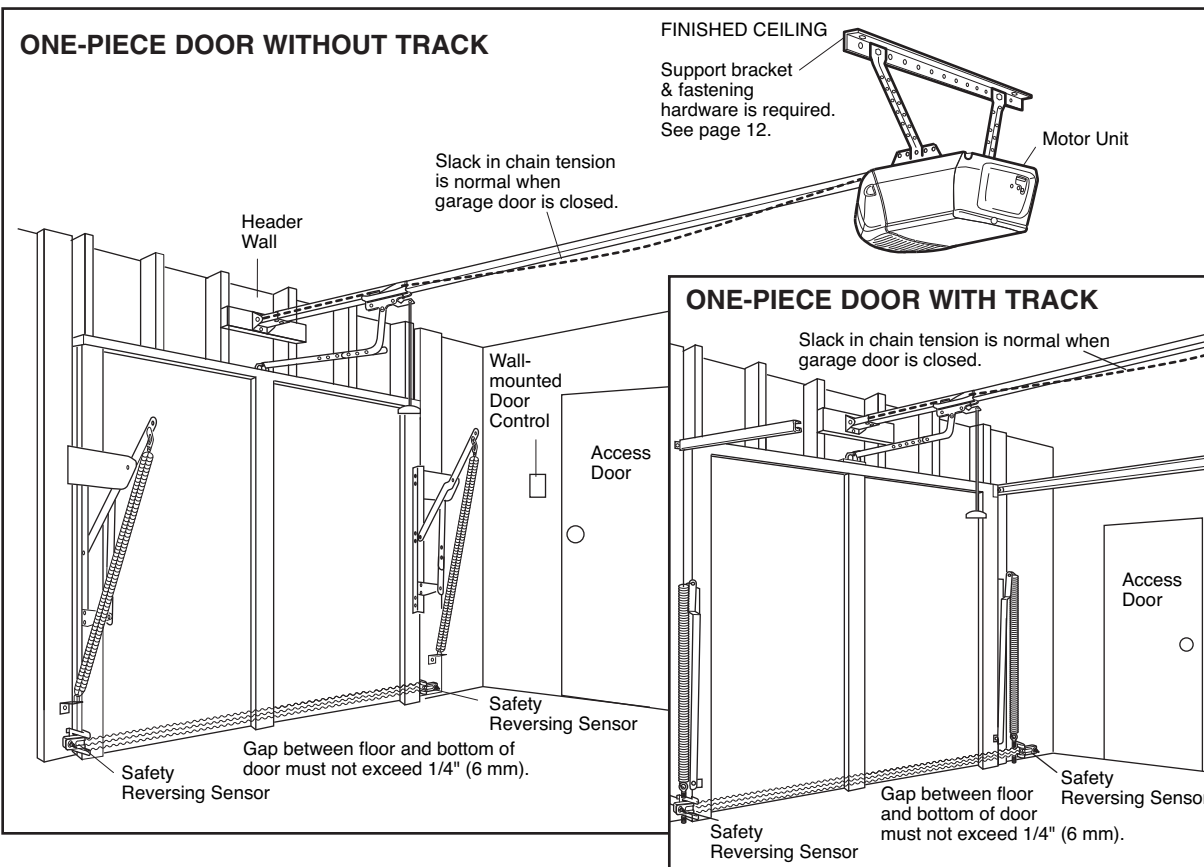 ONE-PIECE DOOR WITHOUT TRACK
FINISHED CEILING
Support bracket
& fastening
hardware is required.
See page 12.
Motor Unit
Slack in chain tension
is normal when
garage door is closed.
Header
Wall
Wall-
mounted
Door
Control
Access
Door
Safety
Reversing Sensor
Gap between floor and bottom of
door must not exceed 1/4" (6 mm).
Safety
Reversing Sensor
ONE-PIECE DOOR WITH TRACK
Slack in chain tension is normal when
garage door is closed.
Access
Door
Safety
Reversing Sensor
Gap between floor
and bottom of door
must not exceed 1/4" (6 mm).
Safety
Reversing Sensor